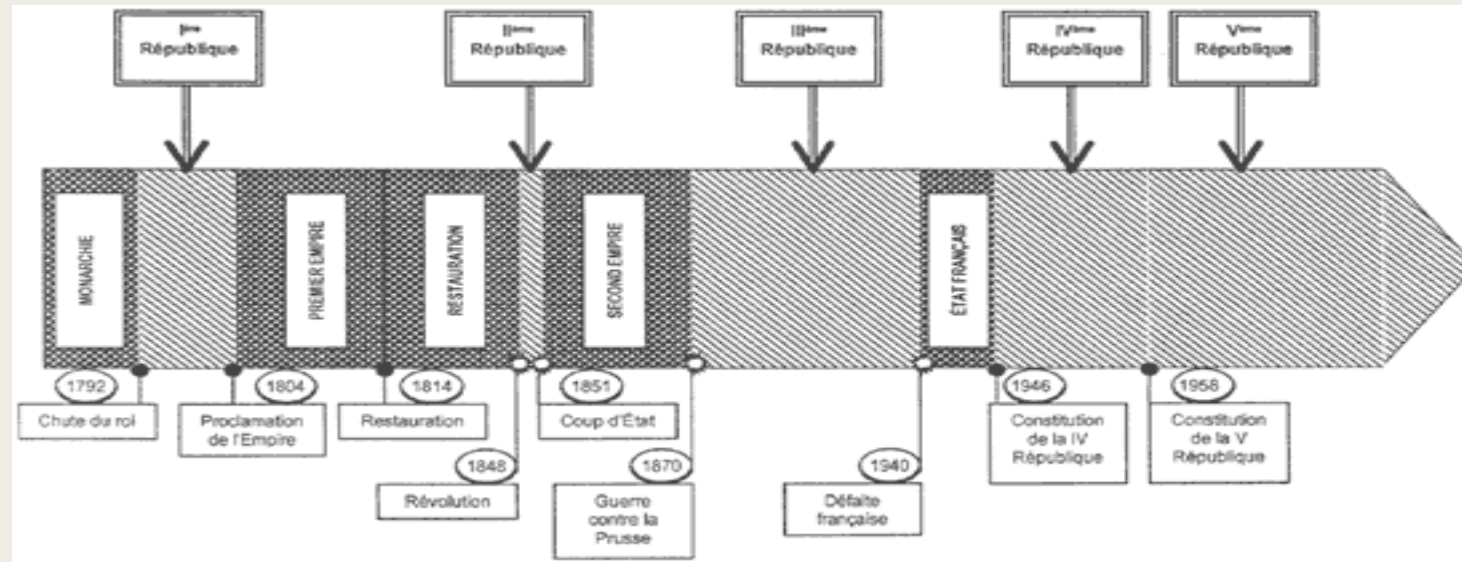 Ière
République
IIème
République
IIIème
République
IVième
République
Vième
République
MONARCHIE
PREMIER EMPIRE
RESTAURATION
SECOND EMPIRE
ÉTAT FRANÇAIS
1792
Chute du roi
1804
Proclamation
de l'Empire
1814
Restauration
1848
Révolution
1851
Coup d'État
1870
Guerre
contre la
Prusse
1940
Défaite
française
1946
Constitution
de la IV
République
1958
Constitution
de la V
République